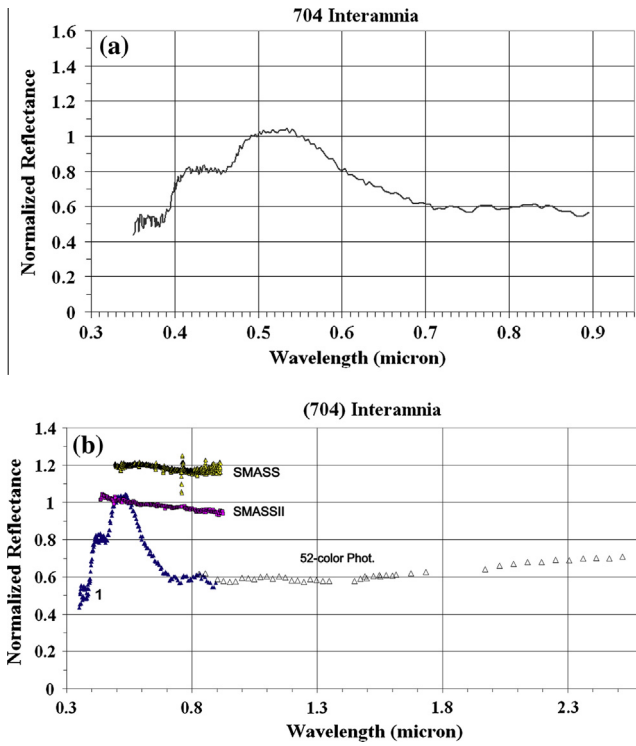 704 Interamnia
(a)
Normalized Reflectance
1.6
1.4
1.2
1
0.8
0.6
0.4
0.2
0
0.3 0.4 0.5 0.6 0.7 0.8 0.9
Wavelength (micron)
(704) Interamnia
(b)
Normalized Reflectance
1.4
1.2
1
0.8
0.6
0.4
0.2
0
SMASS
SMASSII
52-color Phot.
1
0.3 0.8 1.3 1.8 2.3
Wavelength (micron)